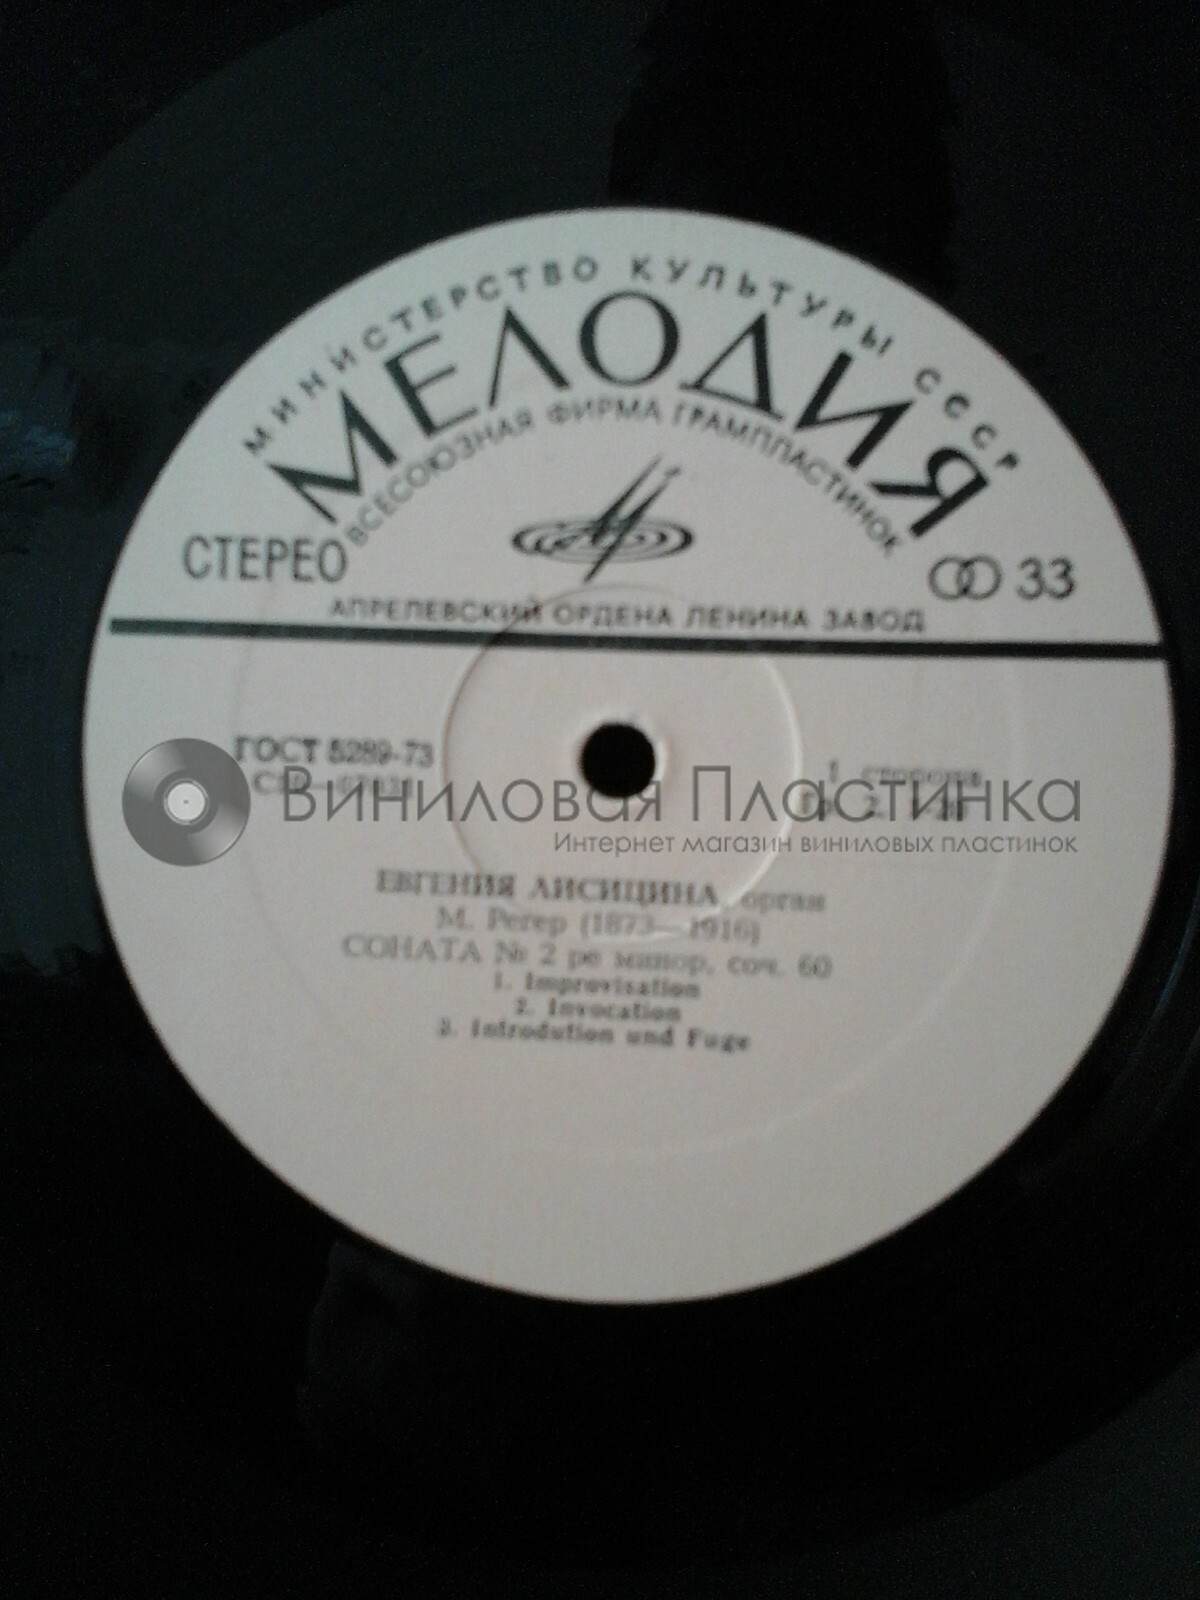 МИНИСТЕРСТВО КУЛЬТУРЫ СССР
МЕЛОДИЯ
ВСЕСОЮЗНАЯ ФИРМА ГРАМПЛАСТИНОК
СТЕРЕО
33
АПРЕЛЕВСКИЙ ОРДЕНА ЛЕНИНА ЗАВОД
ГОСТ 5289-73
1 сторона
Виниловая Пластинка
Интернет магазин виниловых пластинок
ЕВГЕНИЯ ЛИСИЦИНА, орган
М. Регер (1873—1916)
СОНАТА № 2 ре минор, соч. 60
1. Improvisation
2. Invocation
3. Introdution und Fuge